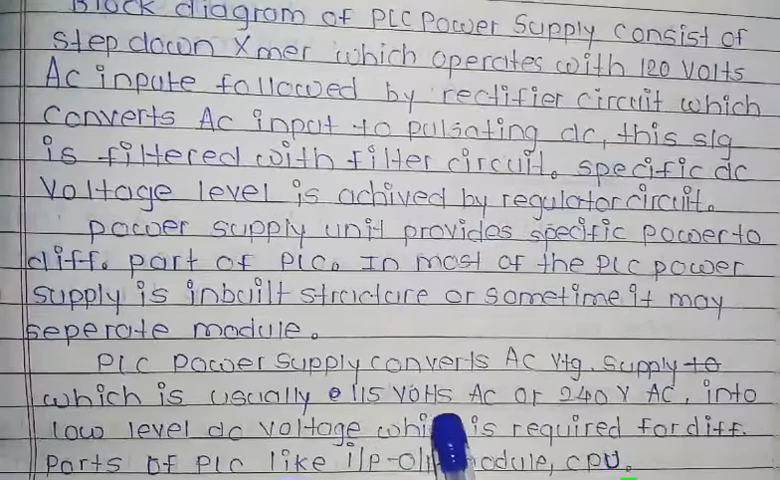 Block diagram of PLC Power Supply consist of
step down Xmer which operates with 120 Volts
Ac inpute followed by rectifier circuit which
converts Ac input to pulsating dc, this sig
is filtered with filter circuit. specific dc
voltage level is achived by regulator circuit.
power supply unit provides specific power to
diff. part of PLC. In most of the PLC power
supply is inbuilt structure or sometime it may
seperate module.
PLC power supply converts Ac vtg. supply to
which is usually 115 Volts AC or 240 V AC, into
low level dc voltage which is required for diff.
Parts of PLC like i/p-o/p module, CPU.